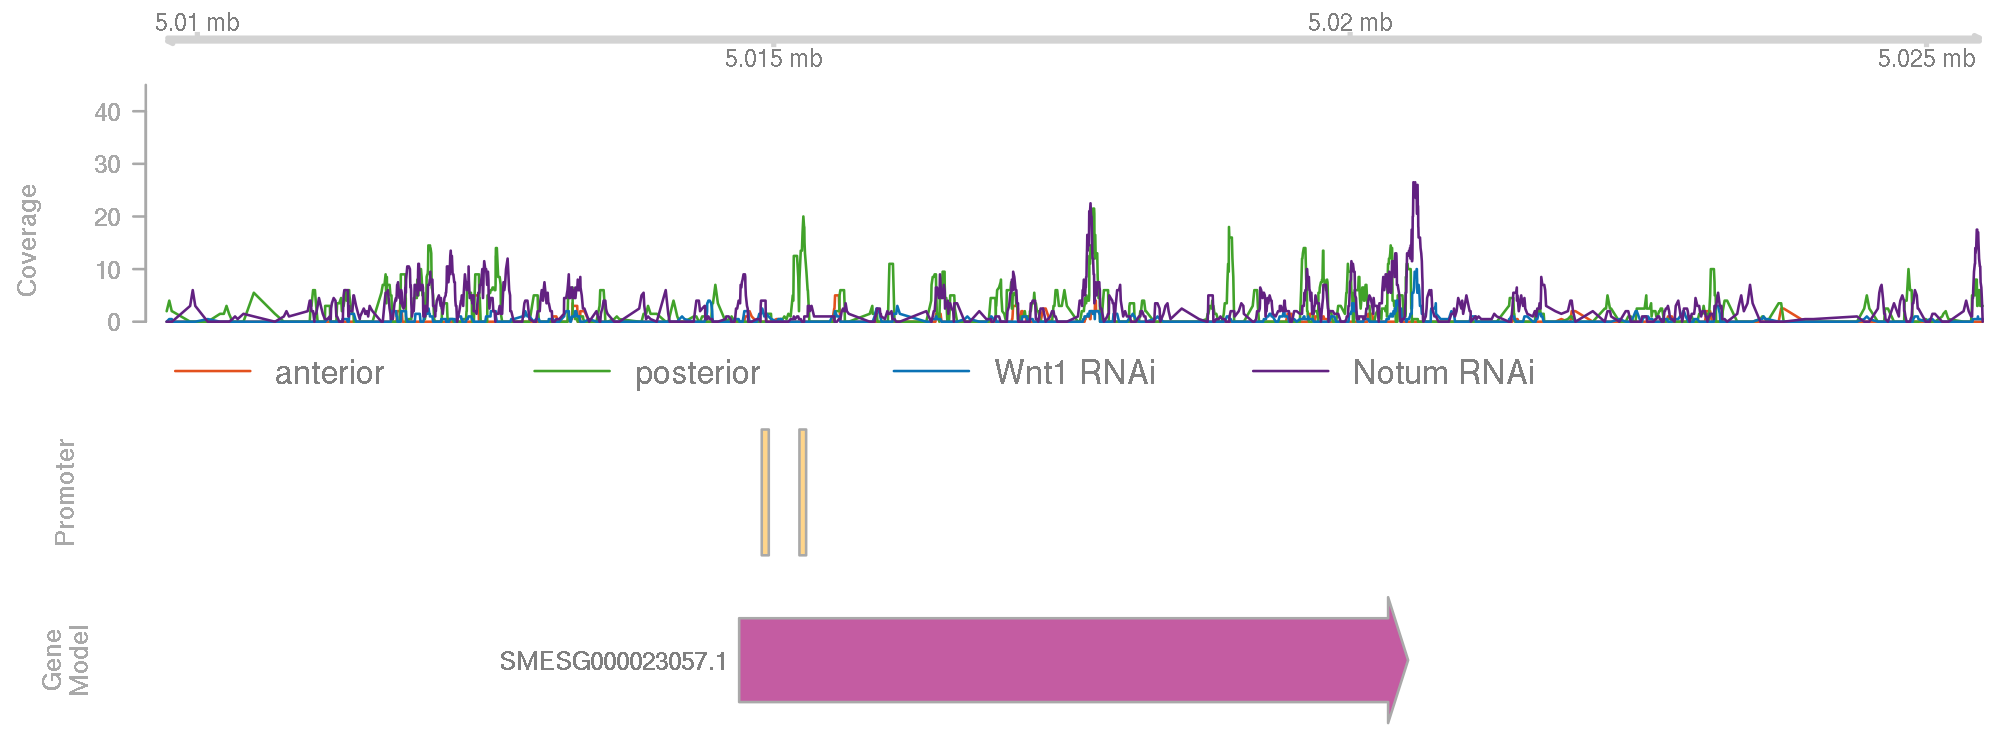 5.01 mb
5.02 mb
5.015 mb
5.025 mb
Coverage
40
30
20
10
0
anterior
posterior
Wnt1 RNAi
Notum RNAi
Promoter
Gene
Model
SMESG000023057.1